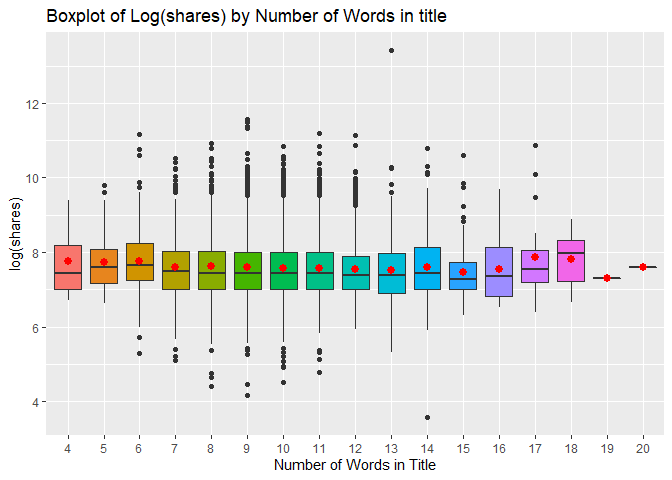 Boxplot of Log(shares) by Number of Words in title
log(shares)
12
10
8
6
4
4 5 6 7 8 9 10 11 12 13 14 15 16 17 18 19 20
Number of Words in Title